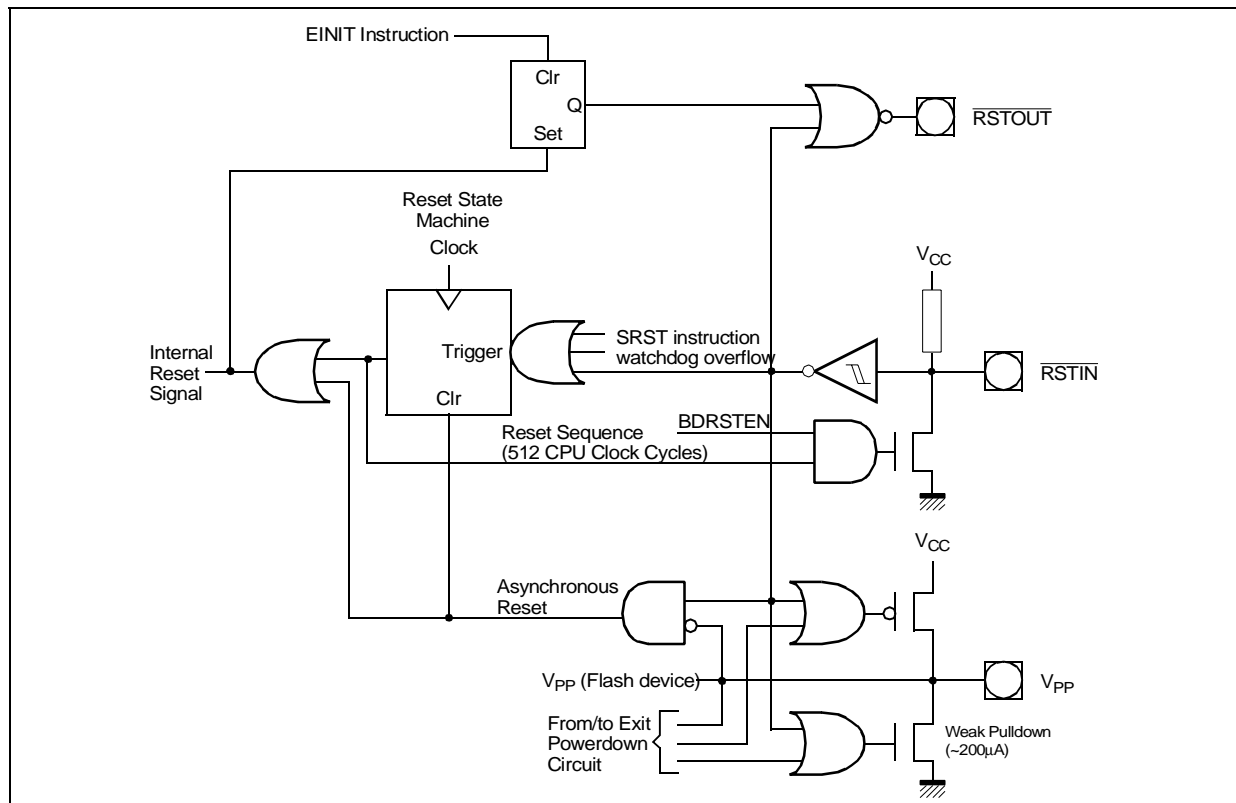 EINIT Instruction
Clr
Q
Set
RSTOUT
Reset State
Machine
Clock
VCC
Trigger
SRST instruction
watchdog overflow
Internal
Reset
Signal
RSTIN
Clr
BDRSTEN
Reset Sequence
(512 CPU Clock Cycles)
VCC
Asynchronous
Reset
VPP (Flash device)
VPP
From/to Exit
Powerdown
Circuit
Weak Pulldown
(~200µA)